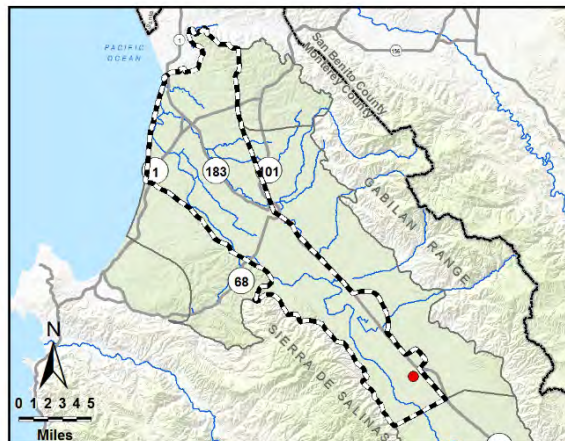 PACIFIC
OCEAN
1
156
San Benito County
Monterey County
1
183
101
GABILAN RANGE
68
SIERRA DE SALINAS
N
0 1 2 3 4 5
Miles